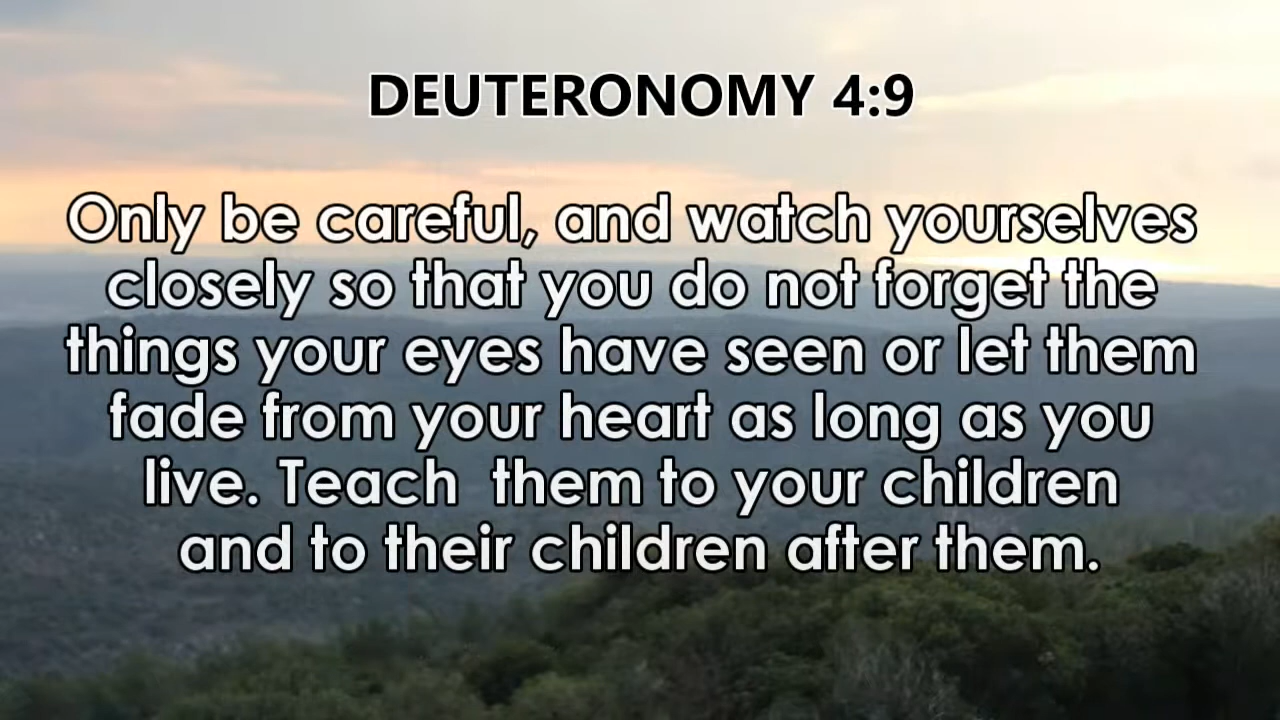 DEUTERONOMY 4:9
Only be careful, and watch yourselves
closely so that you do not forget the
things your eyes have seen or let them
fade from your heart as long as you
live. Teach  them to your children
and to their children after them.